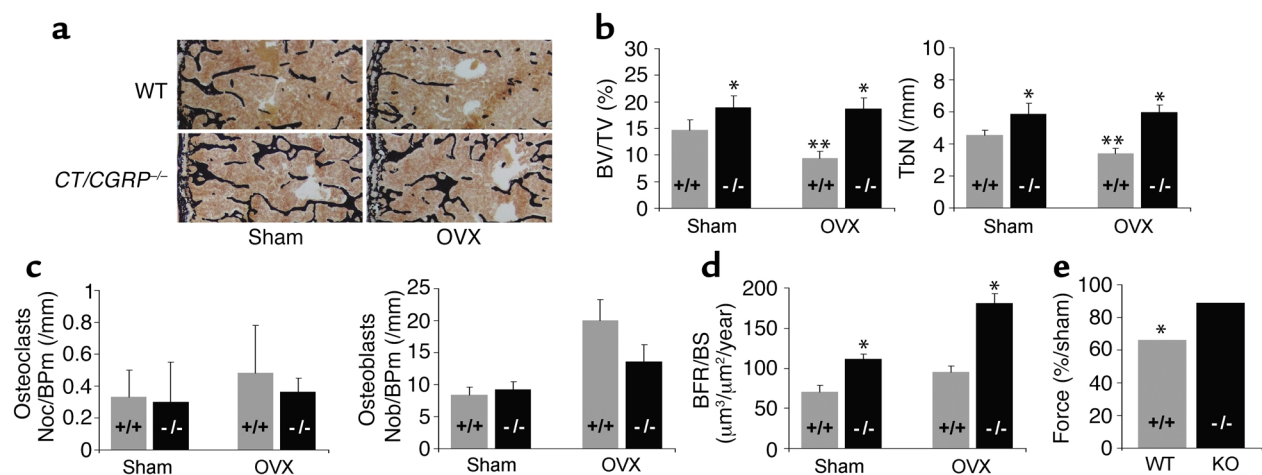 a
WT
CT/CGRP–/–
Sham
OVX
b
BV/TV (%)
30
25
20
15
10
5
0
*
**
*
+/+
-/-
+/+
-/-
Sham
OVX
TbN (/mm)
10
8
6
4
2
0
*
**
*
+/+
-/-
+/+
-/-
Sham
OVX
c
Osteoclasts
Noc/BPm (/mm)
1
0.8
0.6
0.4
0.2
0
+/+
-/-
+/+
-/-
Sham
OVX
Osteoblasts
Nob/BPm (/mm)
25
20
15
10
5
0
+/+
-/-
+/+
-/-
Sham
OVX
d
BFR/BS
(μm³/μm²/year)
200
150
100
50
0
*
*
+/+
-/-
+/+
-/-
Sham
OVX
e
Force (%/sham)
100
80
60
40
20
0
*
+/+
-/-
WT
KO